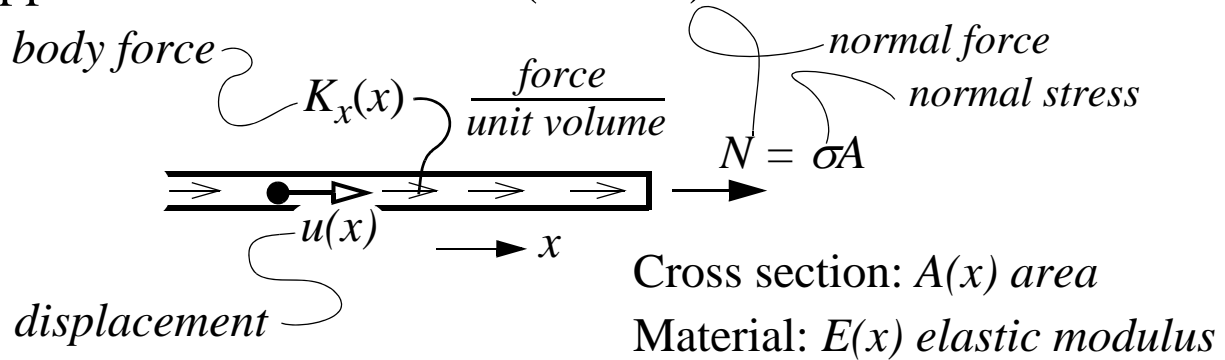 body force
normal force
normal stress
K_x(x)
force
unit volume
N = σA
u(x)
x
Cross section: A(x) area
displacement
Material: E(x) elastic modulus